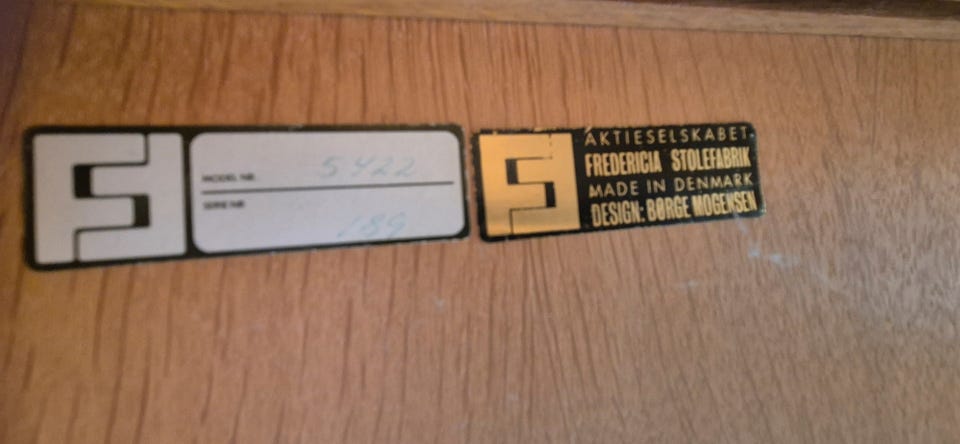 MODEL NR. 5422
SERIE NR. 189
AKTIESELSKABET
FREDERICIA STOLEFABRIK
MADE IN DENMARK
DESIGN: BØRGE MOGENSEN